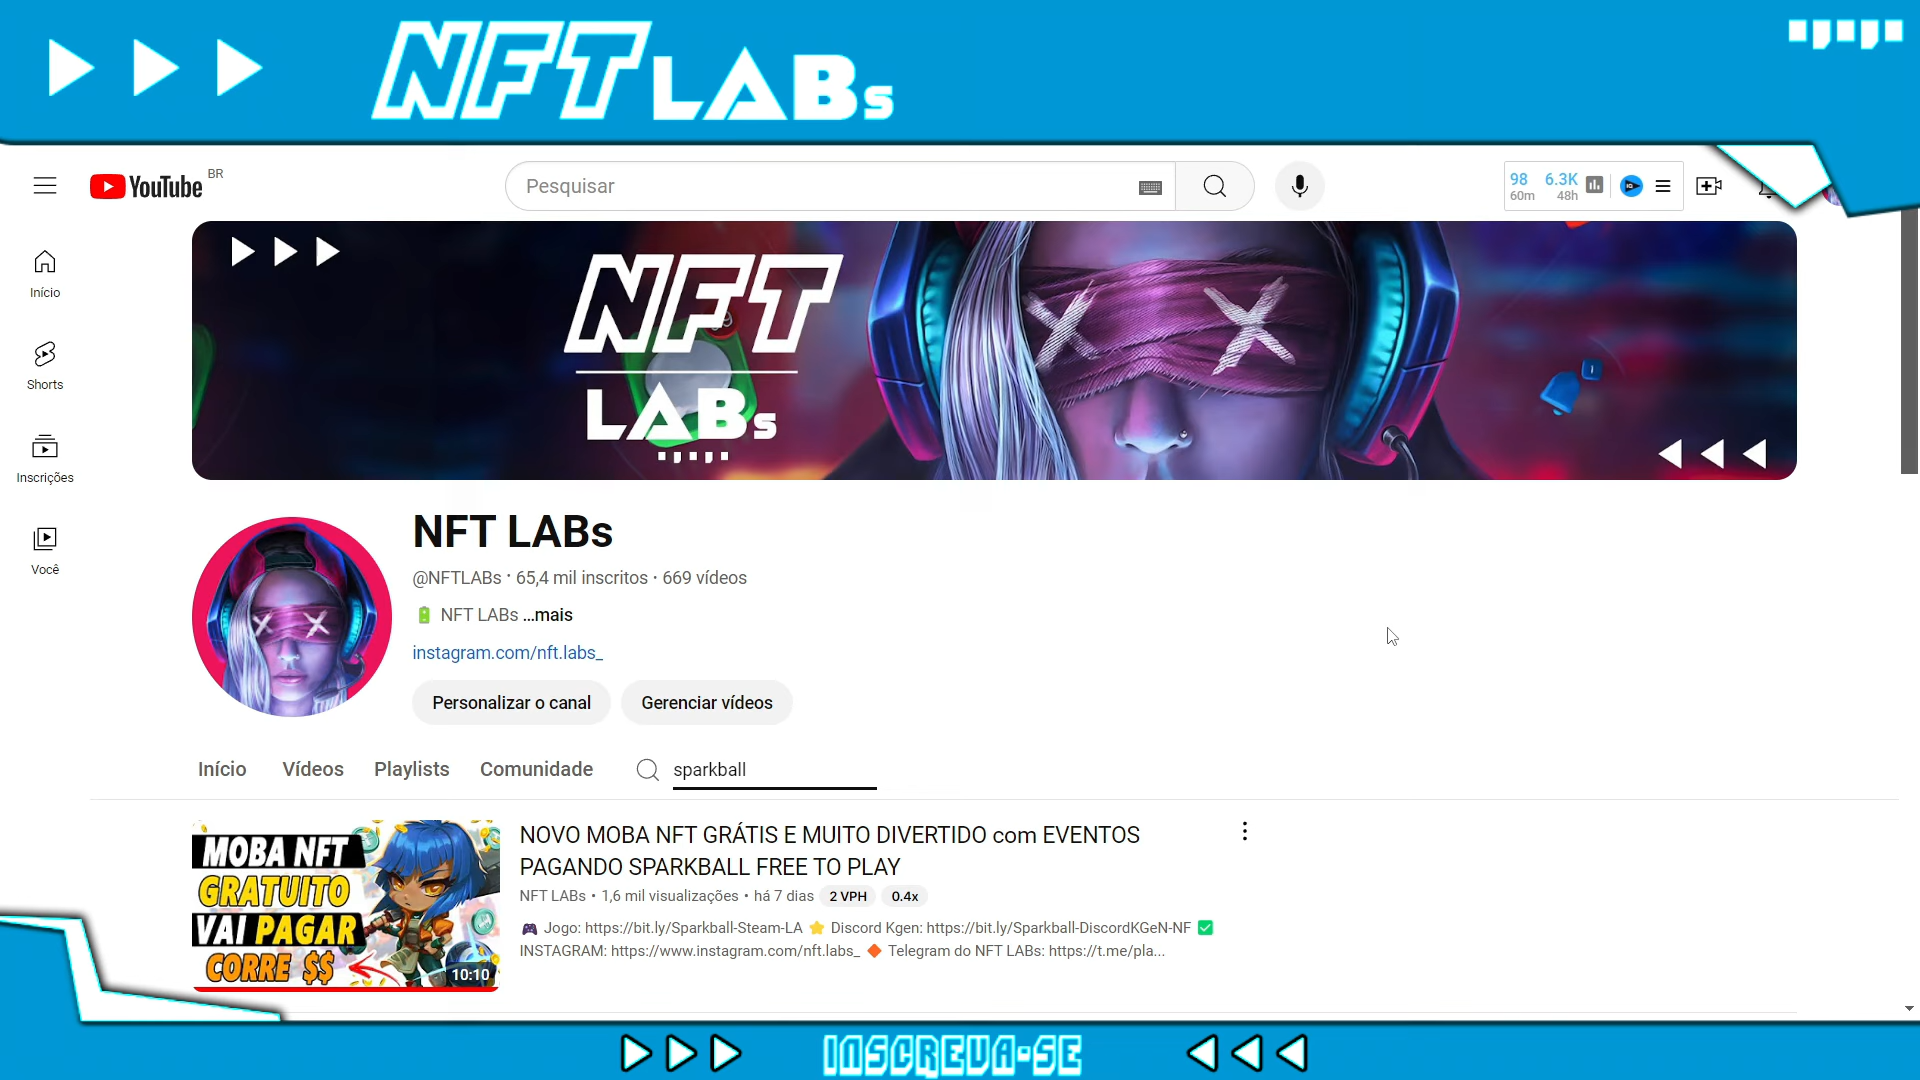 NFT LABs
YouTube BR
Pesquisar
98 6.3K
60m 48h
Início
Shorts
Inscrições
Você
NFT
LABs
NFT LABs
@NFTLABs • 65,4 mil inscritos • 669 vídeos
NFT LABs ...mais
instagram.com/nft.labs_
Personalizar o canal
Gerenciar vídeos
Início Vídeos Playlists Comunidade sparkball
MOBA NFT
GRATUITO
VAI PAGAR
CORRE $$
10:10
NOVO MOBA NFT GRÁTIS E MUITO DIVERTIDO com EVENTOS
PAGANDO SPARKBALL FREE TO PLAY
NFT LABs • 1,6 mil visualizações • há 7 dias 2 VPH 0.4x
🎮 Jogo: https://bit.ly/Sparkball-Steam-LA ⭐ Discord Kgen: https://bit.ly/Sparkball-DiscordKGeN-NF ✅
INSTAGRAM: https://www.instagram.com/nft.labs_ 🔶 Telegram do NFT LABs: https://t.me/pla...
INSCREVA-SE